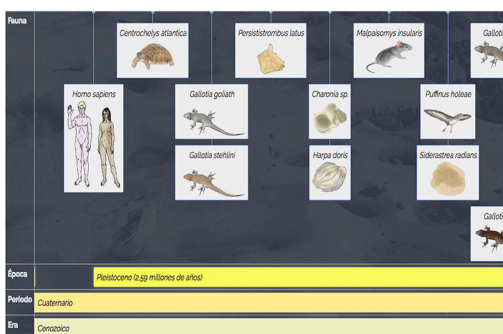 Fauna
Centrochelys atlantica
Persististrombus latus
Malpaisomys insularis
Homo sapiens
Gallotia goliath
Charonia sp.
Puffinus holeae
Gallotia stehlini
Harpa doris
Siderastrea radians
Época
Pleistoceno (2,59 millones de años)
Período
Cuaternario
Era
Cenozoico